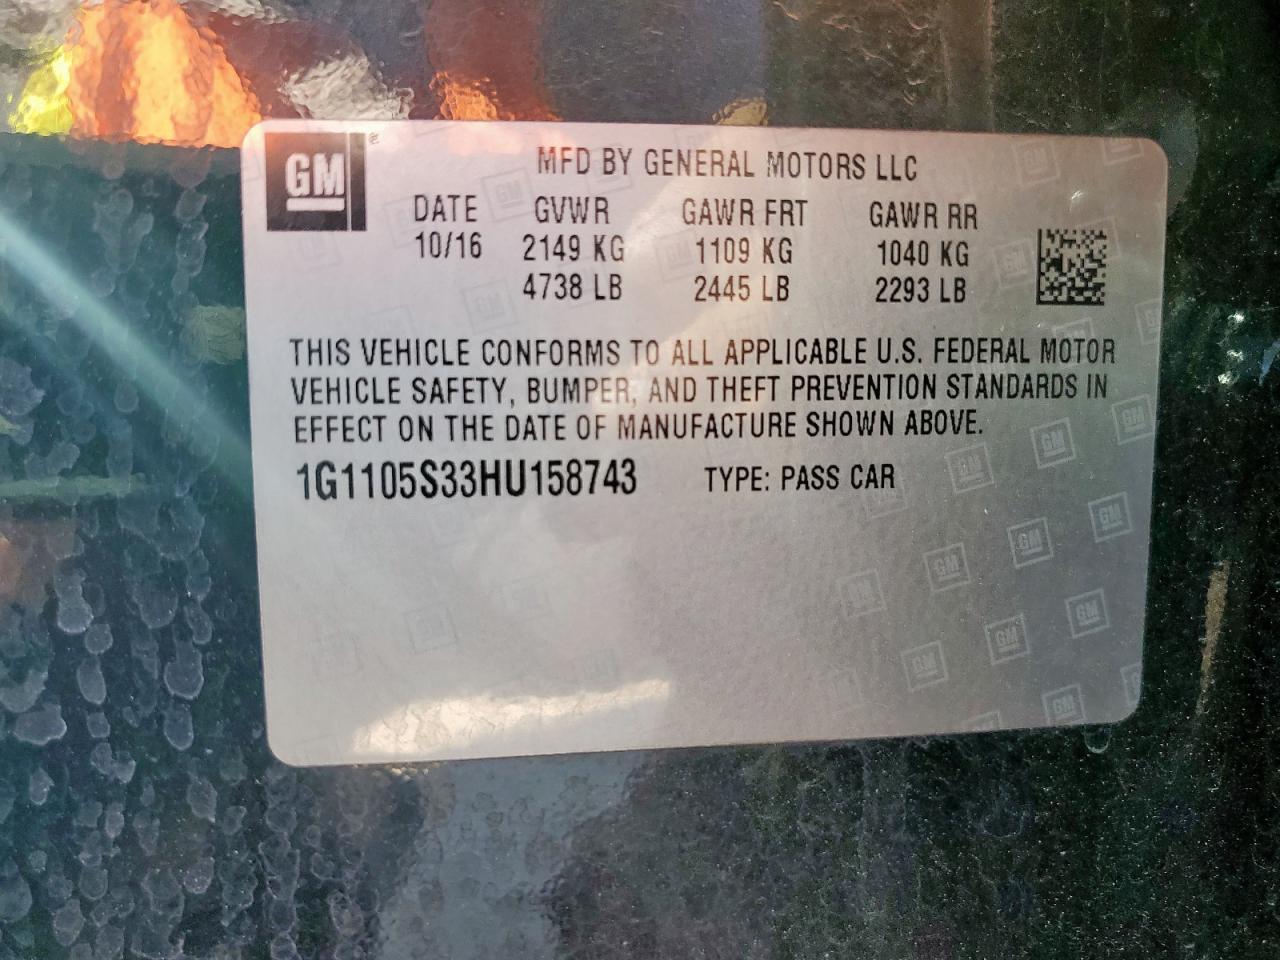 GM ®
MFD BY GENERAL MOTORS LLC
DATE GVWR GAWR FRT GAWR RR
10/16 2149 KG 1109 KG 1040 KG
4738 LB 2445 LB 2293 LB
THIS VEHICLE CONFORMS TO ALL APPLICABLE U.S. FEDERAL MOTOR
VEHICLE SAFETY, BUMPER, AND THEFT PREVENTION STANDARDS IN
EFFECT ON THE DATE OF MANUFACTURE SHOWN ABOVE.
1G1105S33HU158743 TYPE: PASS CAR